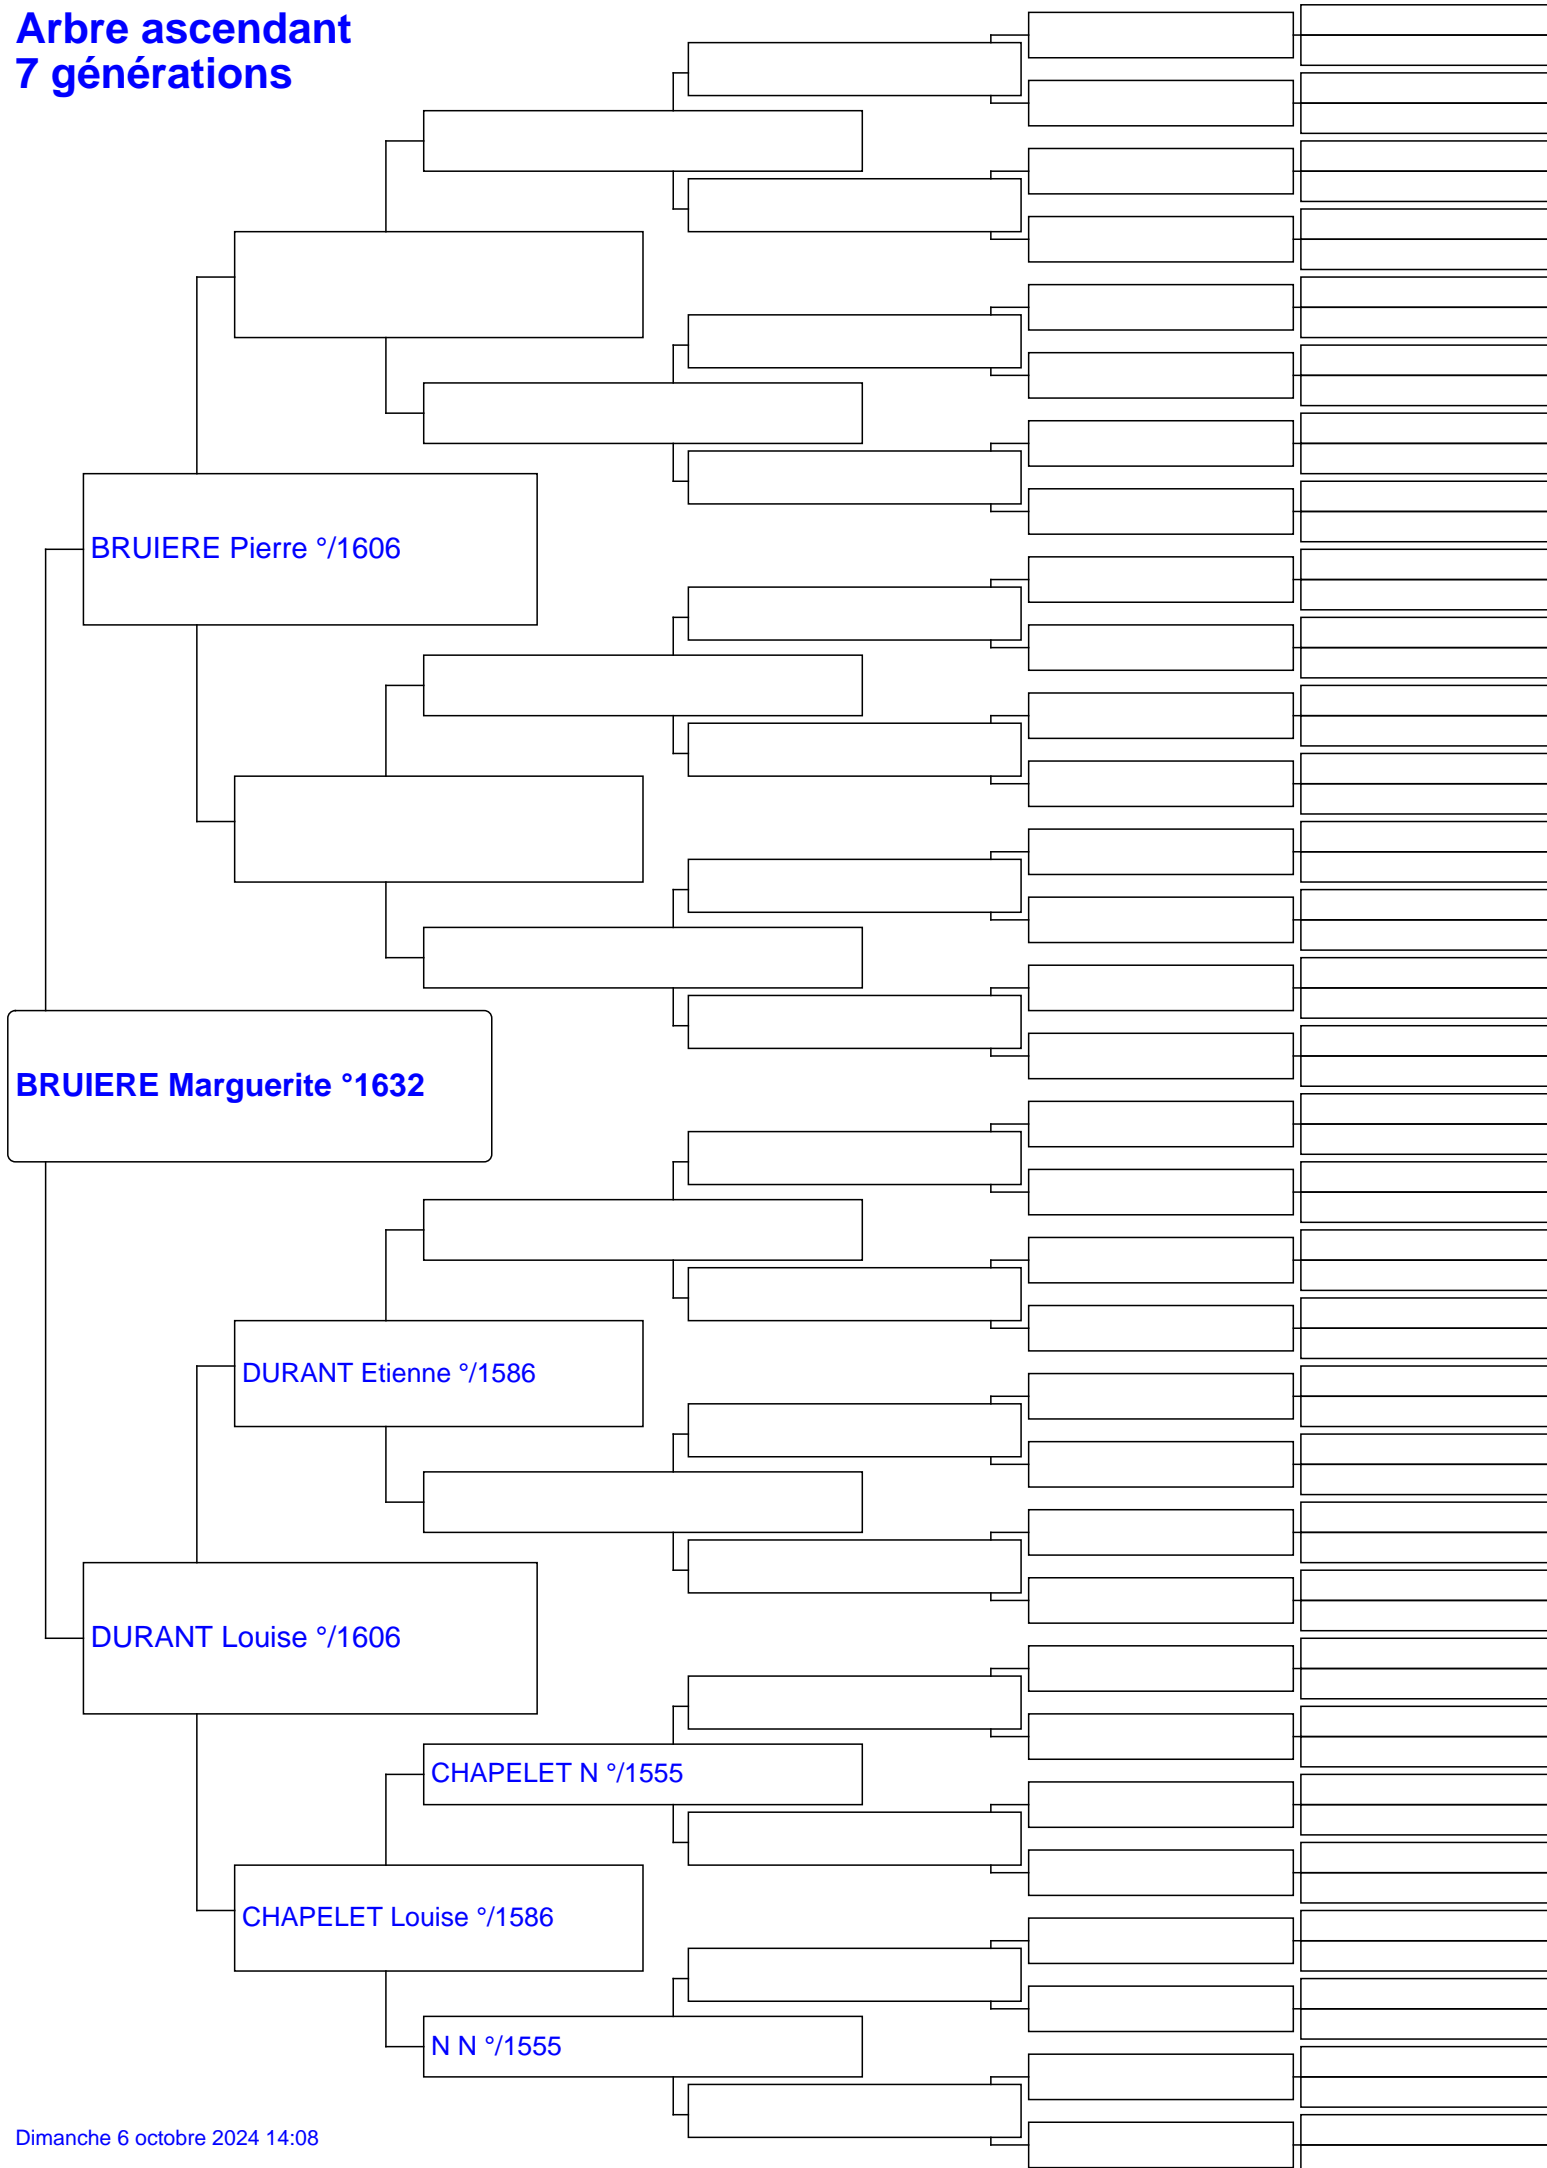 Arbre ascendant
7 générations
BRUIERE Pierre °/1606
BRUIERE Marguerite °1632
DURANT Etienne °/1586
DURANT Louise °/1606
CHAPELET N °/1555
CHAPELET Louise °/1586
N N °/1555
Dimanche 6 octobre 2024 14:08